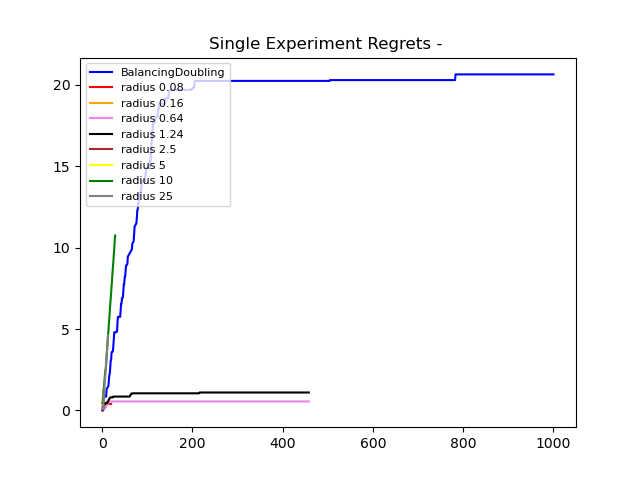 Single Experiment Regrets -
BalancingDoubling
radius 0.08
radius 0.16
radius 0.64
radius 1.24
radius 2.5
radius 5
radius 10
radius 25
20
15
10
5
0
0 200 400 600 800 1000